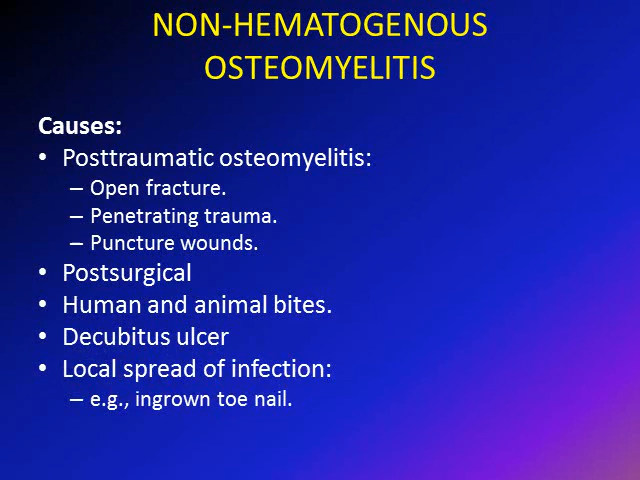 NON-HEMATOGENOUS
OSTEOMYELITIS
Causes:
• Posttraumatic osteomyelitis:
– Open fracture.
– Penetrating trauma.
– Puncture wounds.
• Postsurgical
• Human and animal bites.
• Decubitus ulcer
• Local spread of infection:
– e.g., ingrown toe nail.